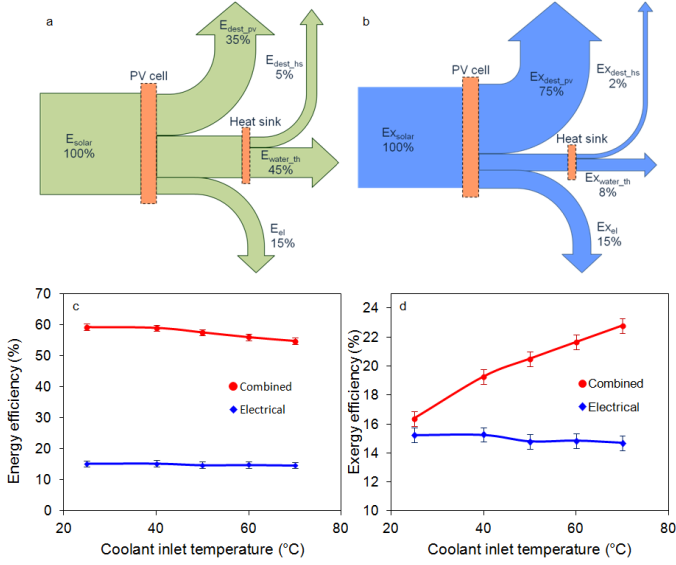 a
E_dest_pv
35%
E_dest_hs
5%
PV cell
Heat sink
E_solar
100%
E_water_th
45%
E_el
15%
b
Ex_dest_pv
75%
Ex_dest_hs
2%
PV cell
Heat sink
Ex_solar
100%
Ex_water_th
8%
Ex_el
15%
c
70
60
50
40
30
20
10
0
Energy efficiency (%)
Combined
Electrical
20 40 60 80
Coolant inlet temperature (°C)
d
24
22
20
18
16
14
12
10
Exergy efficiency (%)
Combined
Electrical
20 40 60 80
Coolant inlet temperature (°C)